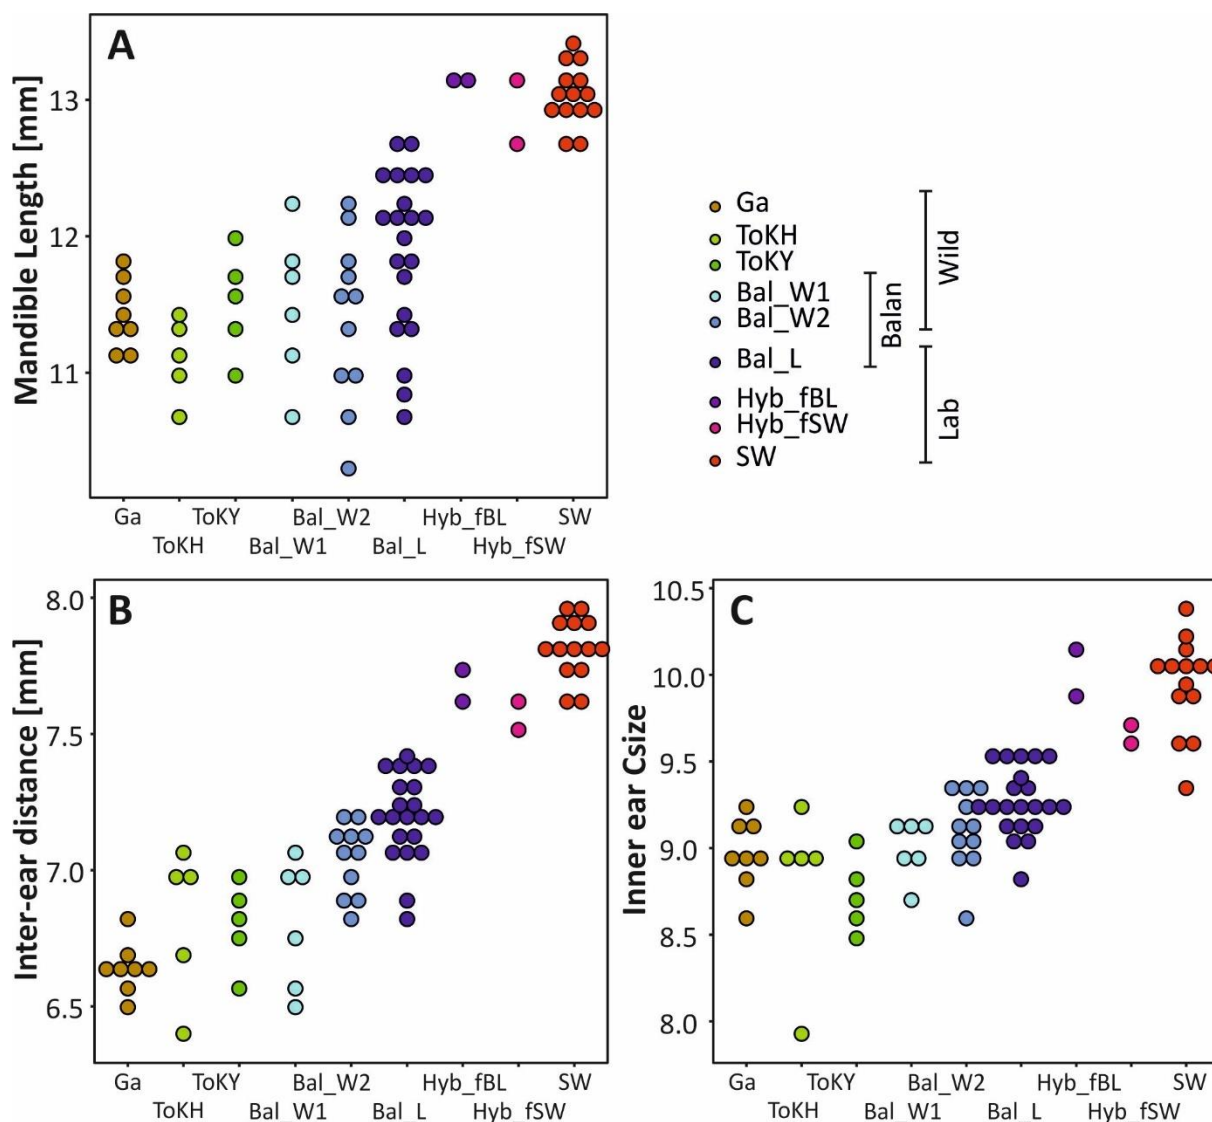 A
Mandible Length [mm]
13
12
11
Ga
ToKY
Bal_W2
Hyb_fBL
SW
ToKH
Bal_W1
Bal_L
Hyb_fSW
Ga
ToKH
ToKY
Bal_W1
Bal_W2
Bal_L
Hyb_fBL
Hyb_fSW
SW
Balan
Wild
Lab
B
Inter-ear distance [mm]
8.0
7.5
7.0
6.5
Ga
ToKY
Bal_W2
Hyb_fBL
SW
ToKH
Bal_W1
Bal_L
Hyb_fSW
C
Inner ear Csize
10.5
10.0
9.5
9.0
8.5
8.0
Ga
ToKY
Bal_W2
Hyb_fBL
SW
ToKH
Bal_W1
Bal_L
Hyb_fSW